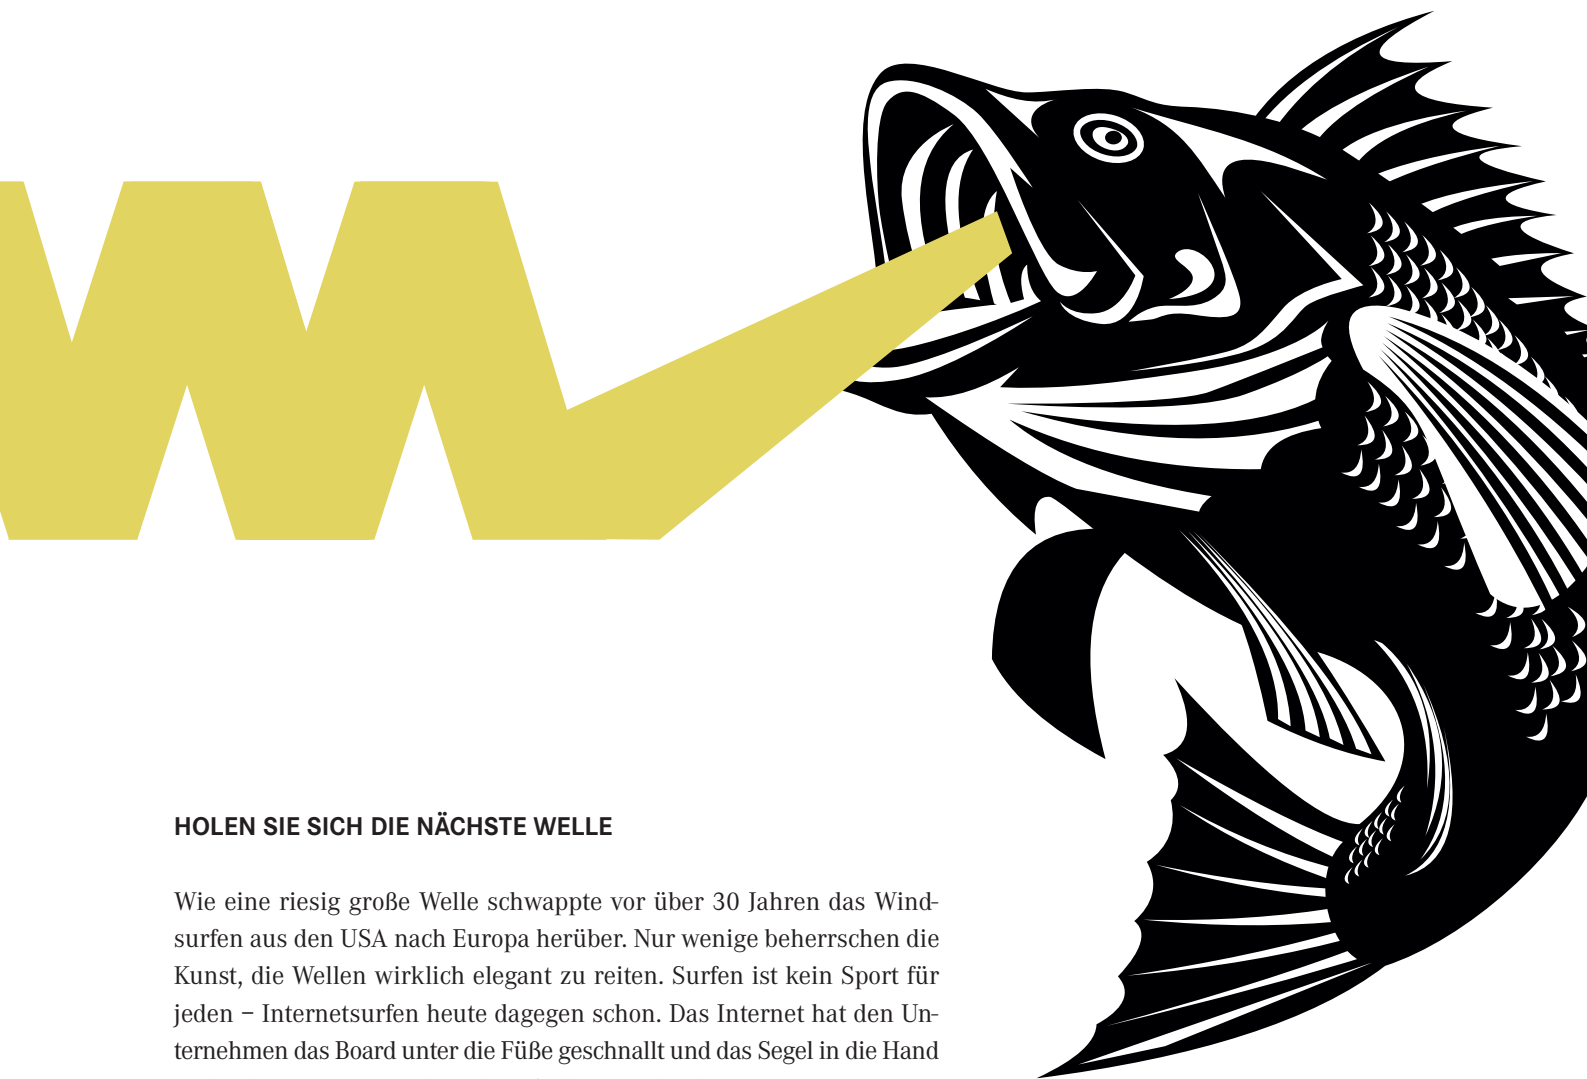 HOLEN SIE SICH DIE NÄCHSTE WELLE
Wie eine riesig große Welle schwappte vor über 30 Jahren das Wind-
surfen aus den USA nach Europa herüber. Nur wenige beherrschen die
Kunst, die Wellen wirklich elegant zu reiten. Surfen ist kein Sport für
jeden – Internetsurfen heute dagegen schon. Das Internet hat den Un-
ternehmen das Board unter die Füße geschnallt und das Segel in die Hand